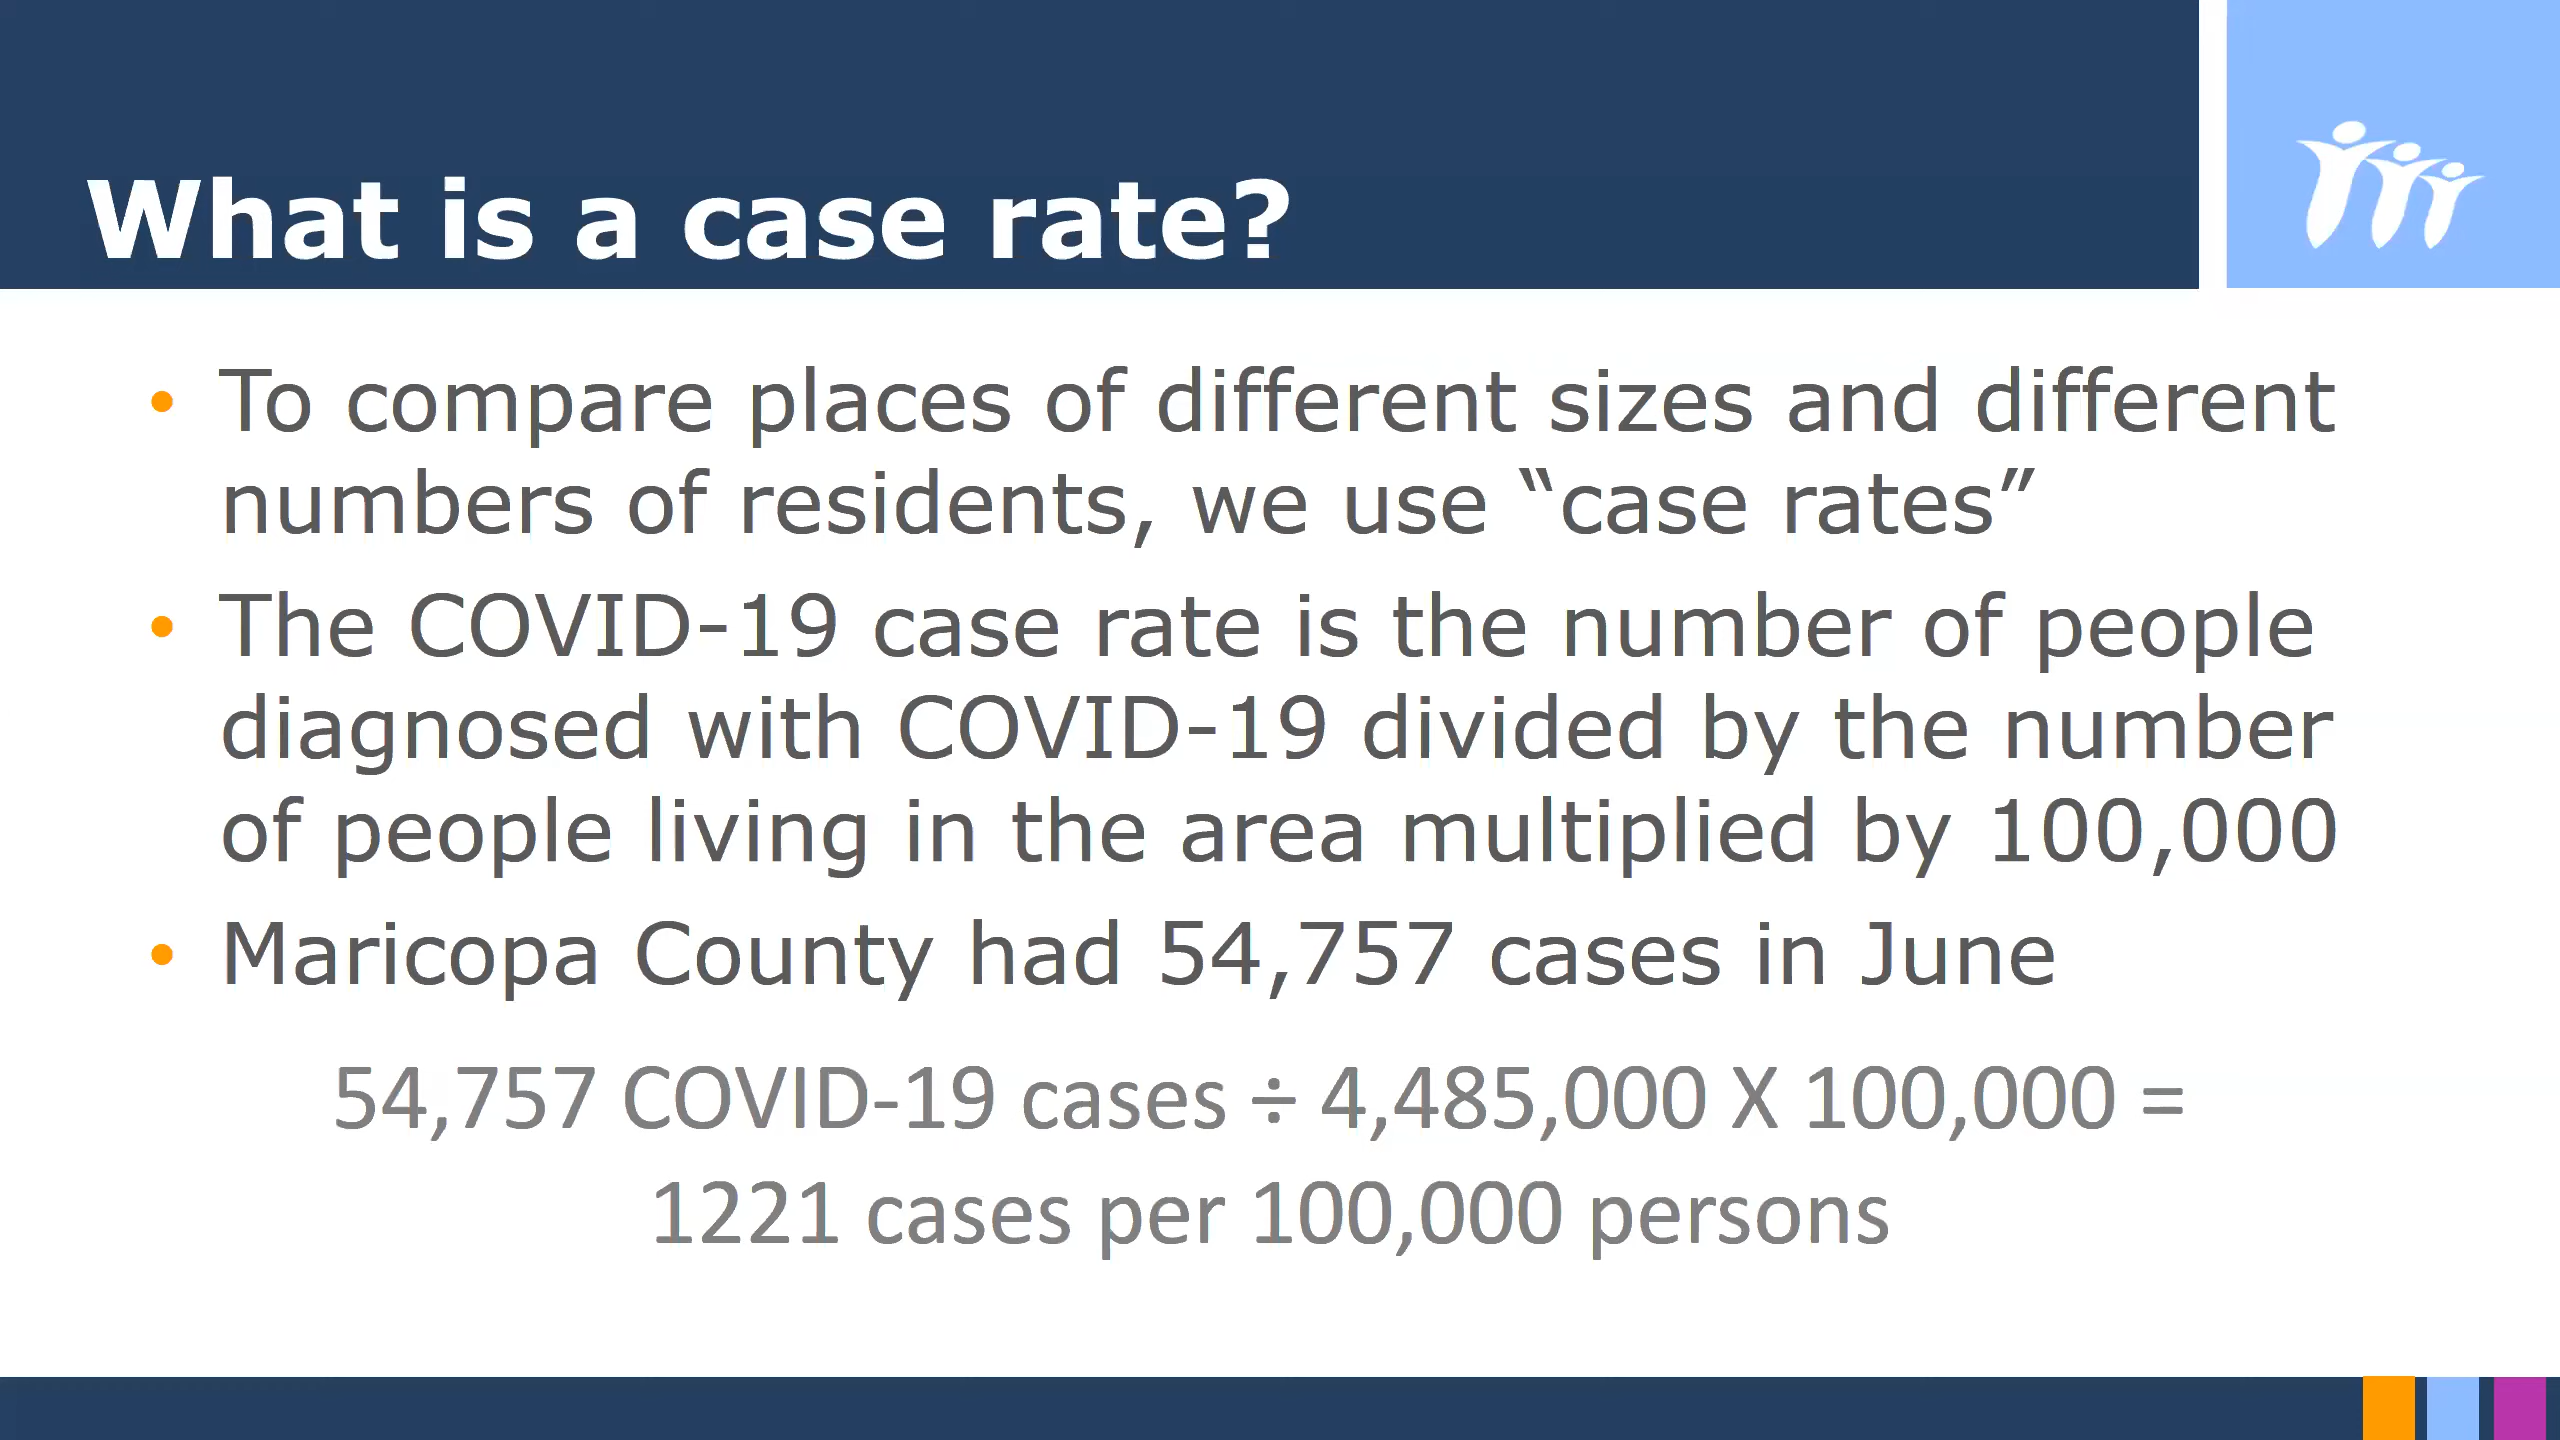 What is a case rate?
• To compare places of different sizes and different
numbers of residents, we use “case rates”
• The COVID-19 case rate is the number of people
diagnosed with COVID-19 divided by the number
of people living in the area multiplied by 100,000
• Maricopa County had 54,757 cases in June
54,757 COVID-19 cases ÷ 4,485,000 X 100,000 =
1221 cases per 100,000 persons